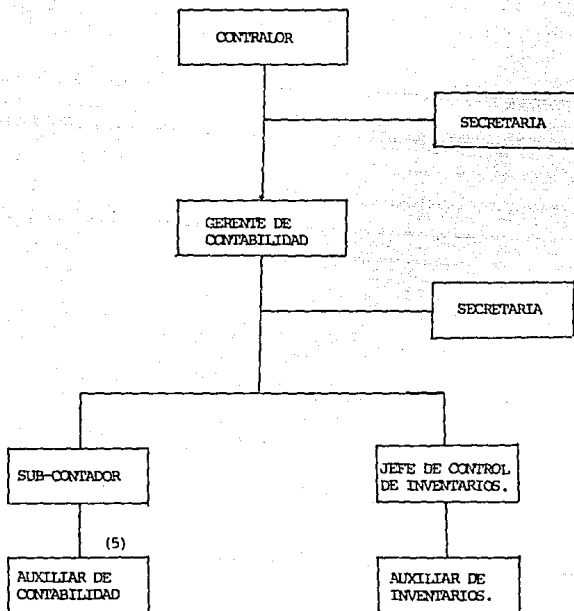 CONTRALOR
SECRETARIA
GERENTE DE
CONTABILIDAD
SECRETARIA
SUB-CONTADOR
JEFE DE CONTROL
DE INVENTARIOS.
(5)
AUXILIAR DE
CONTABILIDAD
AUXILIAR DE
INVENTARIOS.